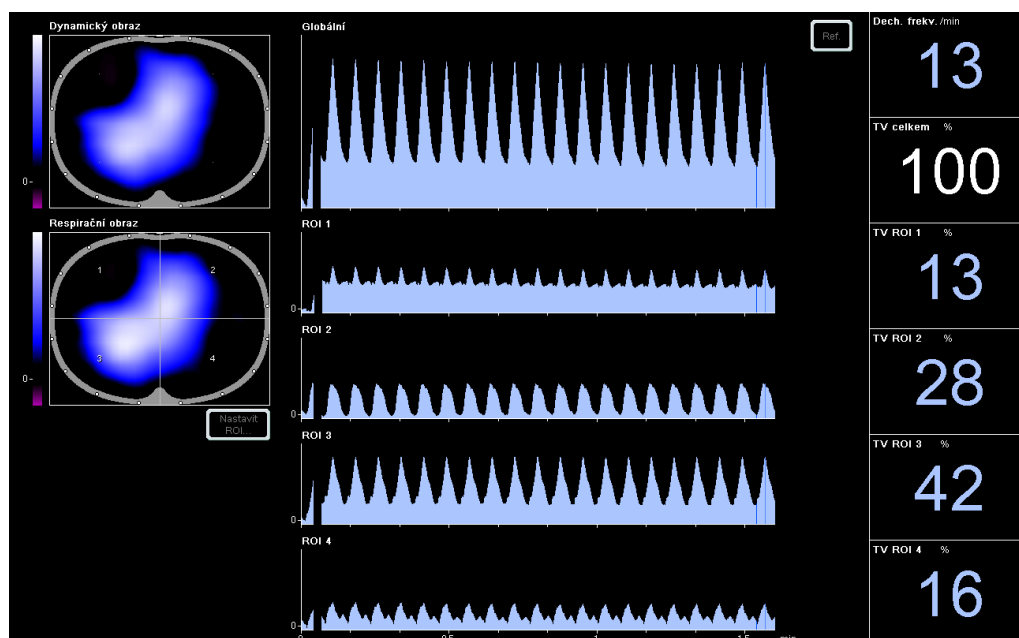 Dynamický obraz
0-
Respirační obraz
1
2
3
4
0-
Nastavit
ROI...
Globální
Ref.
ROI 1
0-
ROI 2
0-
ROI 3
0-
ROI 4
0-
0
0.5
1
1.5
min
Dech. frekv. /min
13
TV celkem %
100
TV ROI 1 %
13
TV ROI 2 %
28
TV ROI 3 %
42
TV ROI 4 %
16